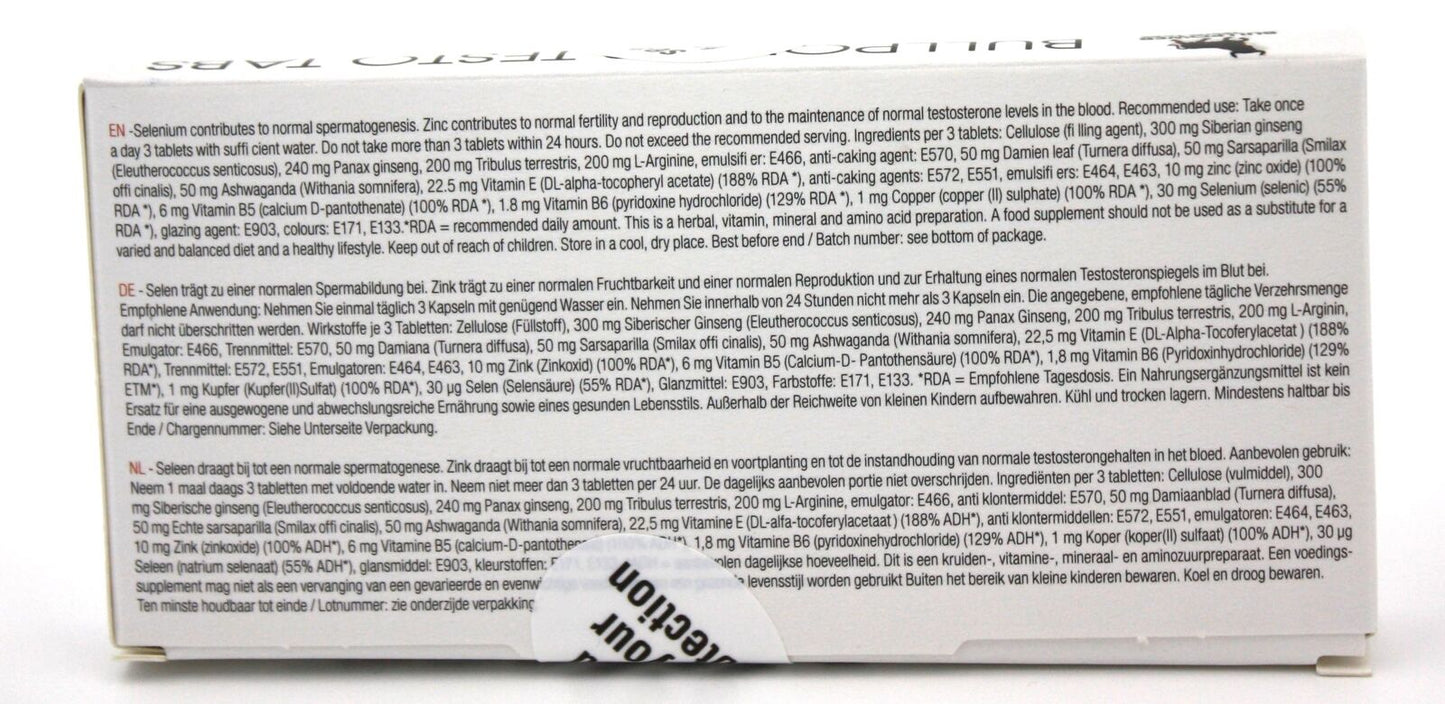 BULLPO TESTO TABS
EN -Selenium contributes to normal spermatogenesis. Zinc contributes to normal fertility and reproduction and to the maintenance of normal testosterone levels in the blood. Recommended use: Take once
a day 3 tablets with suffi cient water. Do not take more than 3 tablets within 24 hours. Do not exceed the recommended serving. Ingredients per 3 tablets: Cellulose (fi lling agent), 300 mg Siberian ginseng
(Eleutherococcus senticosus), 240 mg Panax ginseng, 200 mg Tribulus terrestris, 200 mg L-Arginine, emulsifi er: E466, anti-caking agent: E570, 50 mg Damien leaf (Turnera diffusa), 50 mg Sarsaparilla (Smilax
offi cinalis), 50 mg Ashwaganda (Withania somnifera), 22.5 mg Vitamin E (DL-alpha-tocopheryl acetate) (188% RDA *), anti-caking agents: E572, E551, emulsifi ers: E464, E463, 10 mg zinc (zinc oxide) (100%
RDA *), 6 mg Vitamin B5 (calcium D-pantothenate) (100% RDA *), 1.8 mg Vitamin B6 (pyridoxine hydrochloride) (129% RDA *), 1 mg Copper (copper (II) sulphate) (100% RDA *), 30 mg Selenium (selenic) (55%
RDA *), glazing agent: E903, colours: E171, E133.*RDA = recommended daily amount. This is a herbal, vitamin, mineral and amino acid preparation. A food supplement should not be used as a substitute for a
varied and balanced diet and a healthy lifestyle. Keep out of reach of children. Store in a cool, dry place. Best before end / Batch number: see bottom of package.
DE - Selen trägt zu einer normalen Spermabildung bei. Zink trägt zu einer normalen Fruchtbarkeit und einer normalen Reproduktion und zur Erhaltung eines normalen Testosteronspiegels im Blut bei.
Empfohlene Anwendung: Nehmen Sie einmal täglich 3 Kapseln mit genügend Wasser ein. Nehmen Sie innerhalb von 24 Stunden nicht mehr als 3 Kapseln ein. Die angegebene, empfohlene tägliche Verzehrsmenge
darf nicht überschritten werden. Wirkstoffe je 3 Tabletten: Zellulose (Füllstoff), 300 mg Siberischer Ginseng (Eleutherococcus senticosus), 240 mg Panax Ginseng, 200 mg Tribulus terrestris, 200 mg L-Arginin,
Emulgator: E466, Trennmittel: E570, 50 mg Damiana (Turnera diffusa), 50 mg Sarsaparilla (Smilax offi cinalis), 50 mg Ashwaganda (Withania somnifera), 22,5 mg Vitamin E (DL-Alpha-Tocoferylacetat ) (188%
RDA*), Trennmittel: E572, E551, Emulgatoren: E464, E463, 10 mg Zink (Zinkoxid) (100% RDA*), 6 mg Vitamin B5 (Calcium-D- Pantothensäure) (100% RDA*), 1,8 mg Vitamin B6 (Pyridoxinhydrochloride) (129%
ETM*), 1 mg Kupfer (Kupfer(II)Sulfat) (100% RDA*), 30 µg Selen (Selensäure) (55% RDA*), Glanzmittel: E903, Farbstoffe: E171, E133. *RDA = Empfohlene Tagesdosis. Ein Nahrungsergänzungsmittel ist kein
Ersatz für eine ausgewogene und abwechslungsreiche Ernährung sowie eines gesunden Lebensstils. Außerhalb der Reichweite von kleinen Kindern aufbewahren. Kühl und trocken lagern. Mindestens haltbar bis
Ende / Chargennummer: Siehe Unterseite Verpackung.
NL - Seleen draagt bij tot een normale spermatogenese. Zink draagt bij tot een normale vruchtbaarheid en voortplanting en tot de instandhouding van normale testosterongehalten in het bloed. Aanbevolen gebruik:
Neem 1 maal daags 3 tabletten met voldoende water in. Neem niet meer dan 3 tabletten per 24 uur. De dagelijks aanbevolen portie niet overschrijden. Ingrediënten per 3 tabletten: Cellulose (vulmiddel), 300
mg Siberische ginseng (Eleutherococcus senticosus), 240 mg Panax ginseng, 200 mg Tribulus terrestris, 200 mg L-Arginine, emulgator: E466, anti klontermiddel: E570, 50 mg Damiaanblad (Turnera diffusa),
50 mg Echte sarsaparilla (Smilax offi cinalis), 50 mg Ashwaganda (Withania somnifera), 22,5 mg Vitamine E (DL-alfa-tocoferylacetaat ) (188% ADH*), anti klontermiddellen: E572, E551, emulgatoren: E464, E463,
10 mg Zink (zinkoxide) (100% ADH*), 6 mg Vitamine B5 (calcium-D-pantothen ADH*), 1,8 mg Vitamine B6 (pyridoxinehydrochloride) (129% ADH*), 1 mg Koper (koper(II) sulfaat) (100% ADH*), 30 µg
Seleen (natrium selenaat) (55% ADH*), glansmiddel: E903, kleurstoffen: dagelijkse hoeveelheid. Dit is een kruiden-, vitamine-, mineraal- en aminozuurpreparaat. Een voedings-
supplement mag niet als een vervanging van een gevarieerde en levensstijl worden gebruikt Buiten het bereik van kleine kinderen bewaren. Koel en droog bewaren.
Ten minste houdbaar tot einde / Lotnummer: zie onderzijde verpakking
your
otection